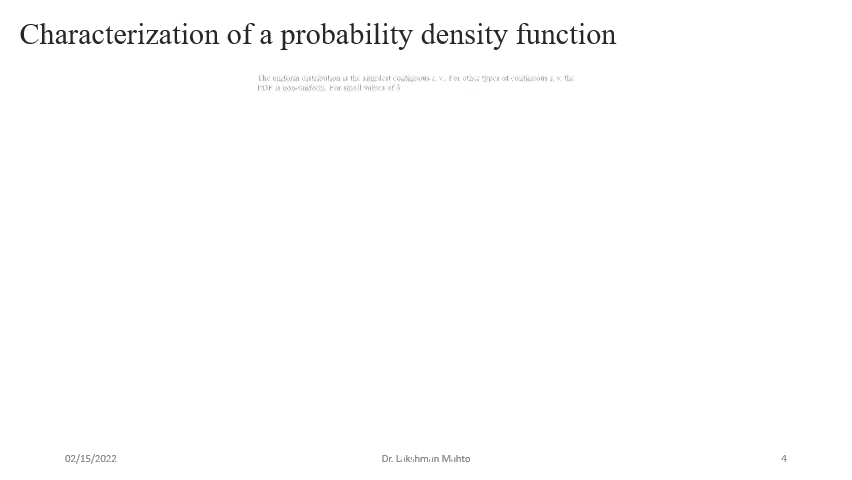 Characterization of a probability density function
The uniform distribution is the simplest continuous r. v.. For other types of continuous r. v. the
PDF is non-uniform. For small values of δ
02/15/2022
Dr. Lakshman Mahto
4